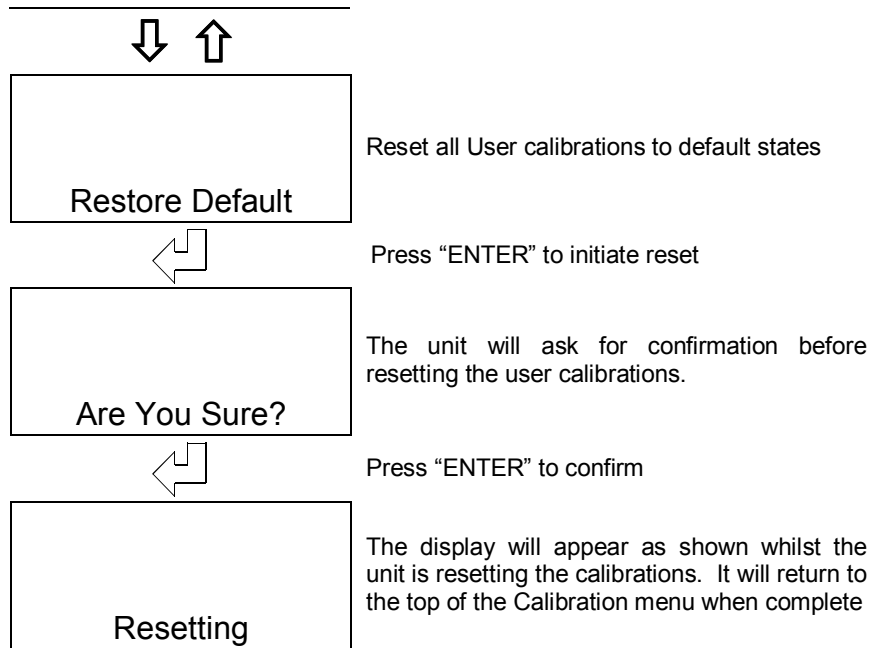 Reset all User calibrations to default states
Restore Default
Press “ENTER” to initiate reset
The unit will ask for confirmation before
resetting the user calibrations.
Are You Sure?
Press “ENTER” to confirm
The display will appear as shown whilst the
unit is resetting the calibrations. It will return to
the top of the Calibration menu when complete
Resetting